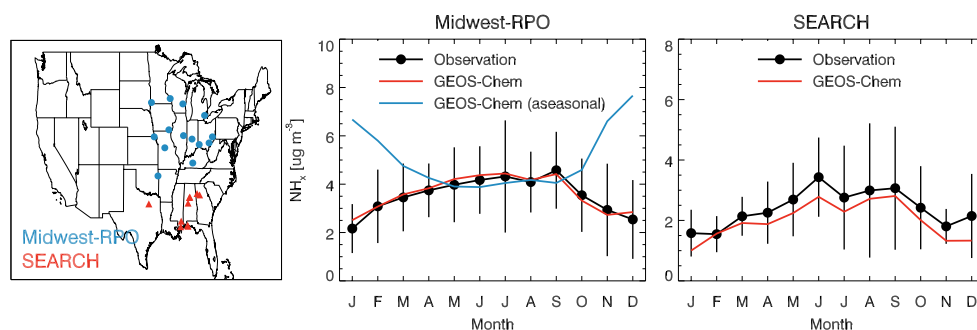 Midwest-RPO
SEARCH
Midwest-RPO
10
8
6
4
2
0
NHx [ug m-3]
Observation
GEOS-Chem
GEOS-Chem (aseasonal)
J F M A M J J A S O N D
Month
SEARCH
8
6
4
2
0
Observation
GEOS-Chem
J F M A M J J A S O N D
Month